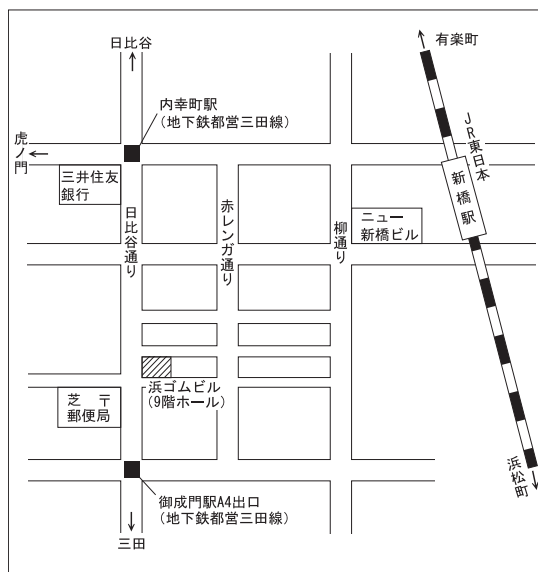 日比谷
有楽町
内幸町駅
(地下鉄都営三田線)
虎ノ門
JR東日本
新橋駅
三井住友
銀行
日比谷通り
赤レンガ通り
柳通り
ニュー
新橋ビル
浜ゴムビル
(9階ホール)
芝 〒
郵便局
浜松町
御成門駅A4出口
(地下鉄都営三田線)
三田